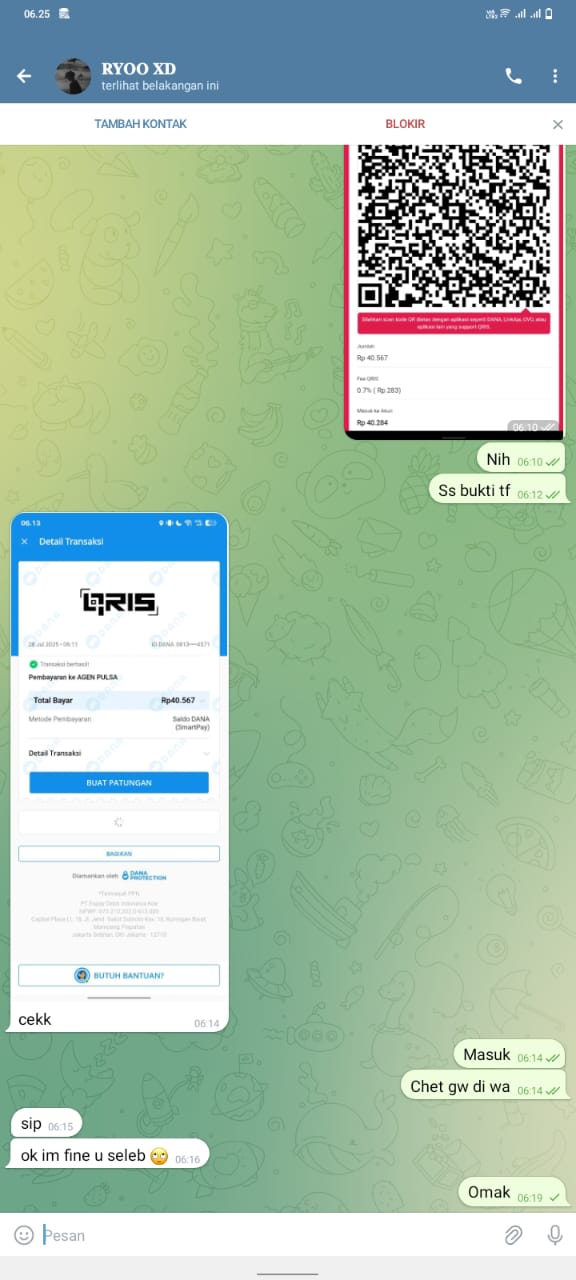 06.25
RYOO XD
terlihat belakangan ini
TAMBAH KONTAK
BLOKIR
Silahkan scan kode QR diatas dengan aplikasi seperti DANA, LinkAja, OVO, atau
aplikasi lain yang support QRIS.
Jumlah
Rp 40.567
Fee QRIS
0.7% ( Rp.283)
Masuk ke Akun
Rp 40.284
06:10
Nih 06:10
Ss bukti tf 06:12
06.13
Detail Transaksi
QRIS
28 Jul 2025 • 06:11
ID DANA 0813••••4571
Transaksi berhasil!
Pembayaran ke AGEN PULSA
Total Bayar Rp40.567
Metode Pembayaran Saldo DANA
(SmartPay)
Detail Transaksi
BUAT PATUNGAN
BAGIKAN
Diamankan oleh DANA
PROTECTION
*Termasuk PPN
PT Espay Debit Indonesia Koe
Mampang Prapatan
Jakarta Selatan, DKI Jakarta - 12710
BUTUH BANTUAN?
cekk 06:14
Masuk 06:14
Chet gw di wa 06:14
sip 06:15
ok im fine u seleb 🙄 06:16
Omak 06:19
Pesan